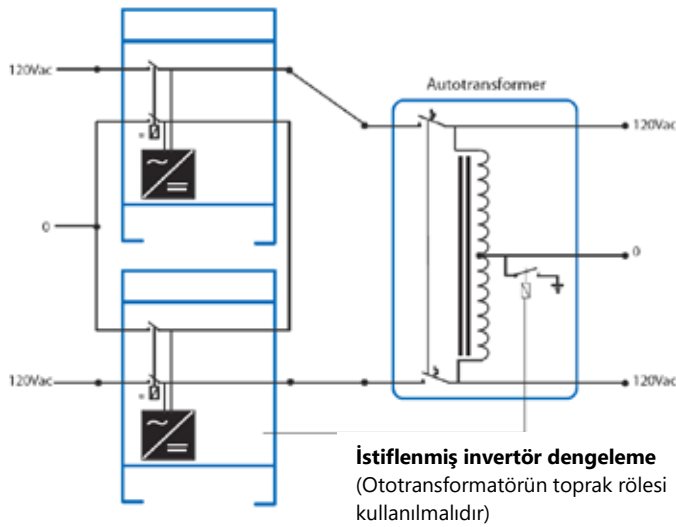 Autotransformer
120Vac
120Vac
0
0
120Vac
120Vac
İstiflenmiş invertör dengeleme
(Ototransformatörün toprak rölesi
kullanılmalıdır)